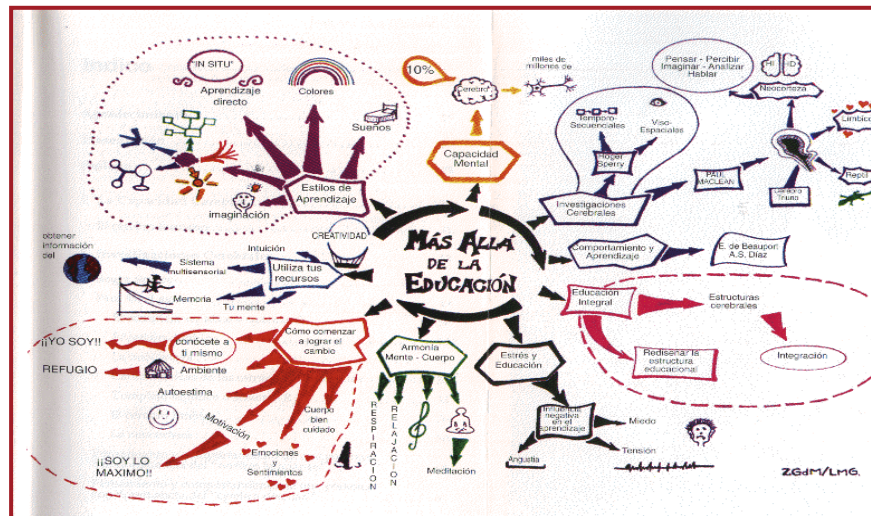 MÁS ALLÁ
DE LA
EDUCACIÓN
Capacidad
Mental
Cerebro
10%
miles de
millones de
Investigaciones
Cerebrales
Roger
Sperry
Temporo-
Secuenciales
Viso-
Espaciales
PAUL
MACLEAN
Cerebro
Triuno
Neocorteza
HI
HD
Pensar - Percibir
Imaginar - Analizar
Hablar
Límbico
Comportamiento y
Aprendizaje
E. de Beauport
A.S. Díaz
Educación
Integral
Estructuras
cerebrales
Integración
Rediseñar la
estructura
educacional
Estrés y
Educación
Influencia
negativa
en el
aprendizaje
Miedo
Tensión
Angustia
Armonía
Mente - Cuerpo
RESPIRACION
RELAJACION
Meditación
Cómo comenzar
a lograr el
cambio
conócete a
ti mismo
¡¡YO SOY!!
Ambiente
REFUGIO
Autoestima
Motivación
¡¡SOY LO
MAXIMO!!
Emociones
y
Sentimientos
Cuerpo
bien
cuidado
Utiliza tus
recursos
CREATIVIDAD
Intuición
Sistema
multisensorial
obtener
información
del
Memoria
Tu mente
Estilos de
Aprendizaje
"IN SITU"
Aprendizaje
directo
Colores
Sueños
imaginación
ZGdM/LMG.